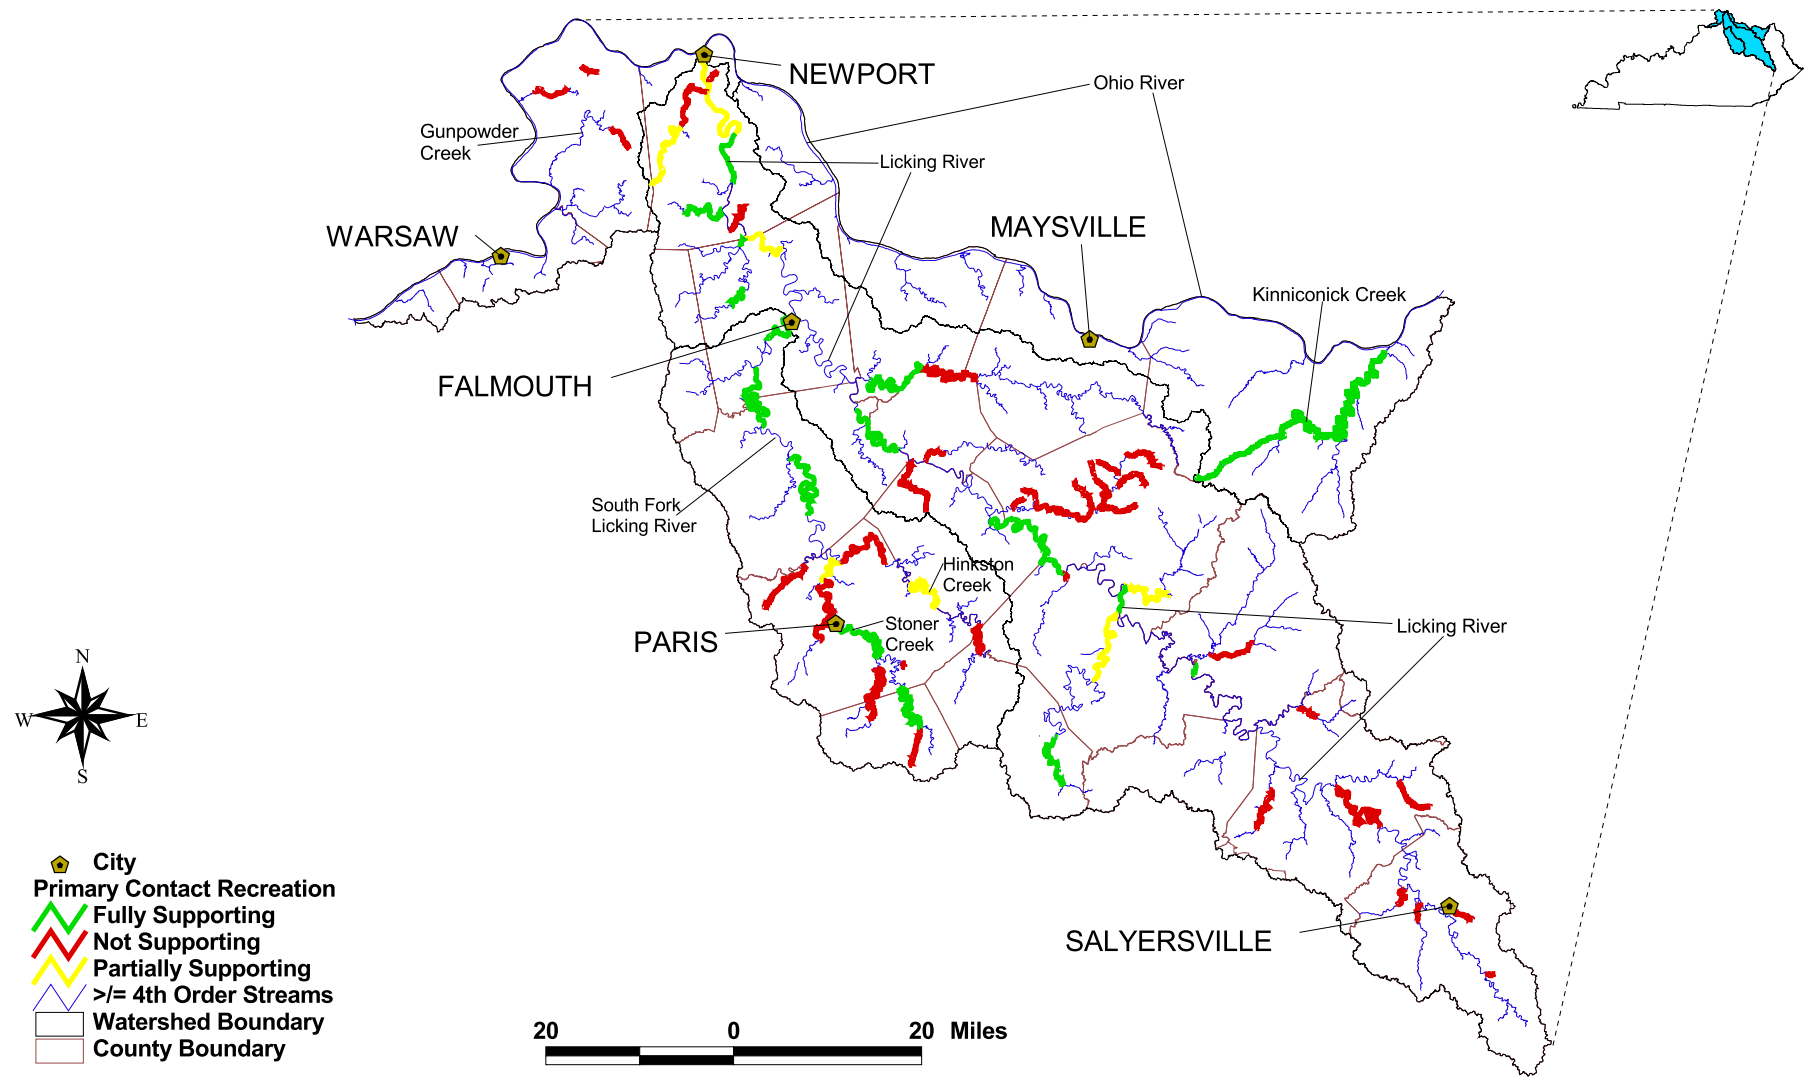 NEWPORT
Ohio River
Gunpowder
Creek
Licking River
WARSAW
MAYSVILLE
Kinniconick Creek
FALMOUTH
South Fork
Licking River
Hinkston
Creek
Stoner
Creek
PARIS
Licking River
N
W
E
S
SALYERSVILLE
City
Primary Contact Recreation
Fully Supporting
Not Supporting
Partially Supporting
>/= 4th Order Streams
Watershed Boundary
County Boundary
20 0 20 Miles